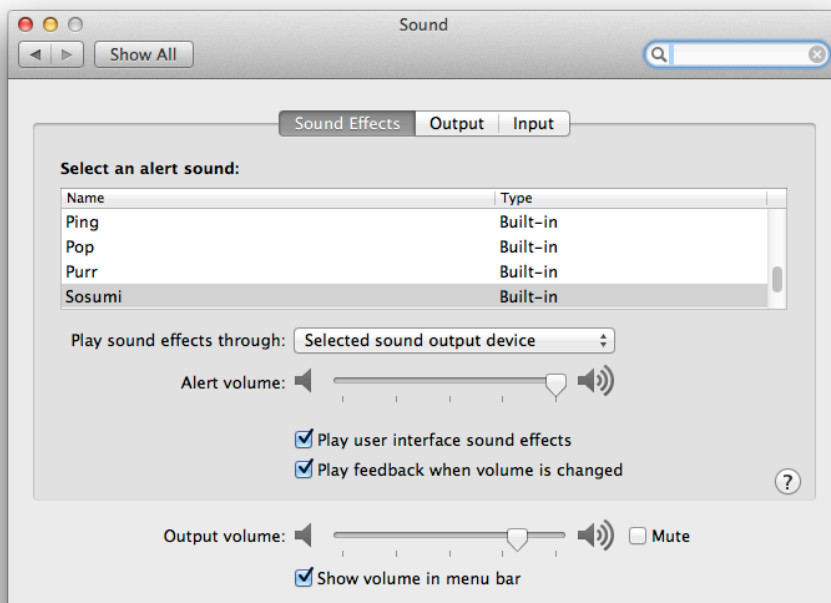 Sound
Show All
Sound Effects Output Input
Select an alert sound:
Name Type
Ping Built-in
Pop Built-in
Purr Built-in
Sosumi Built-in
Play sound effects through: Selected sound output device
Alert volume:
Play user interface sound effects
Play feedback when volume is changed
?
Output volume: Mute
Show volume in menu bar